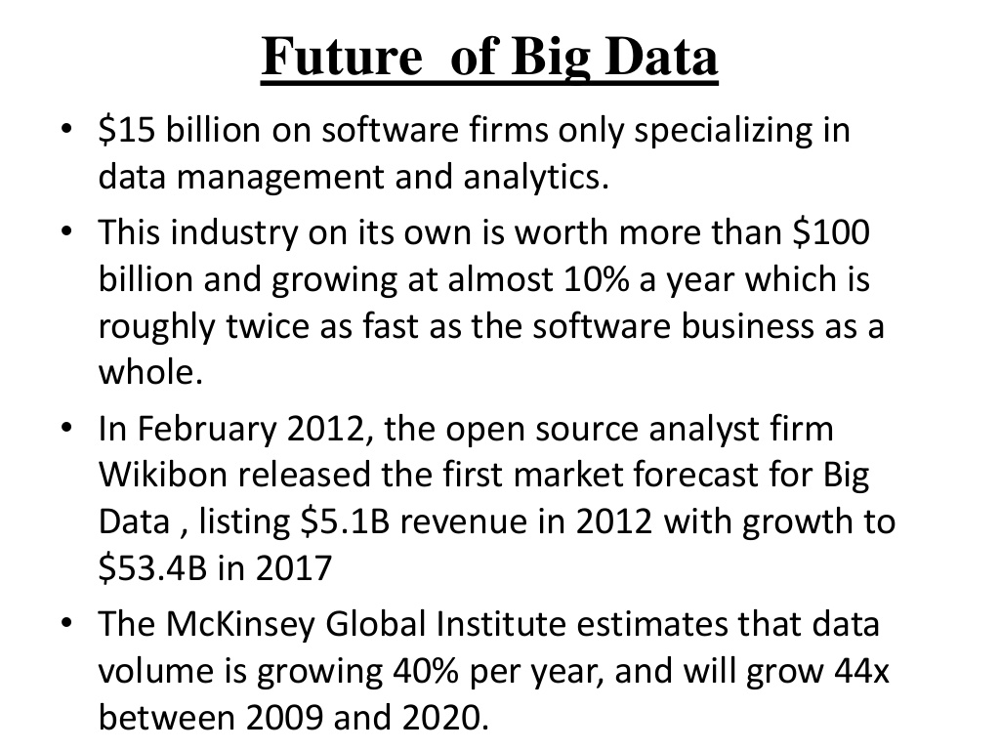 Future  of Big Data
• $15 billion on software firms only specializing in
data management and analytics.
• This industry on its own is worth more than $100
billion and growing at almost 10% a year which is
roughly twice as fast as the software business as a
whole.
• In February 2012, the open source analyst firm
Wikibon released the first market forecast for Big
Data , listing $5.1B revenue in 2012 with growth to
$53.4B in 2017
• The McKinsey Global Institute estimates that data
volume is growing 40% per year, and will grow 44x
between 2009 and 2020.